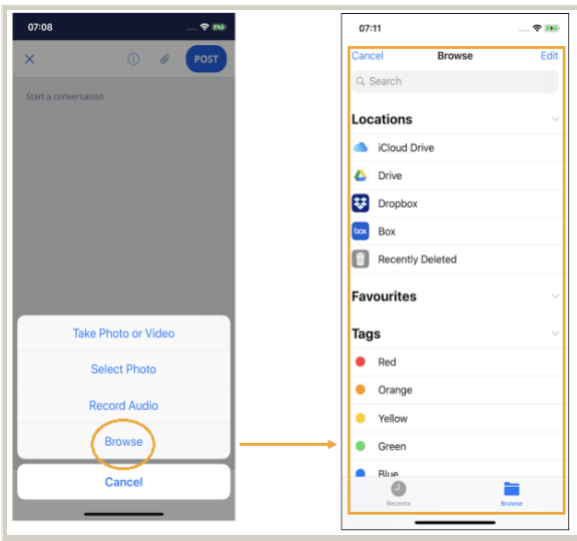 07:08
POST
Start a conversation
Take Photo or Video
Select Photo
Record Audio
Browse
Cancel
07:11
Cancel Browse Edit
Search
Locations
iCloud Drive
Drive
Dropbox
box Box
Recently Deleted
Favourites
Tags
Red
Orange
Yellow
Green
Blue
Recents Browse